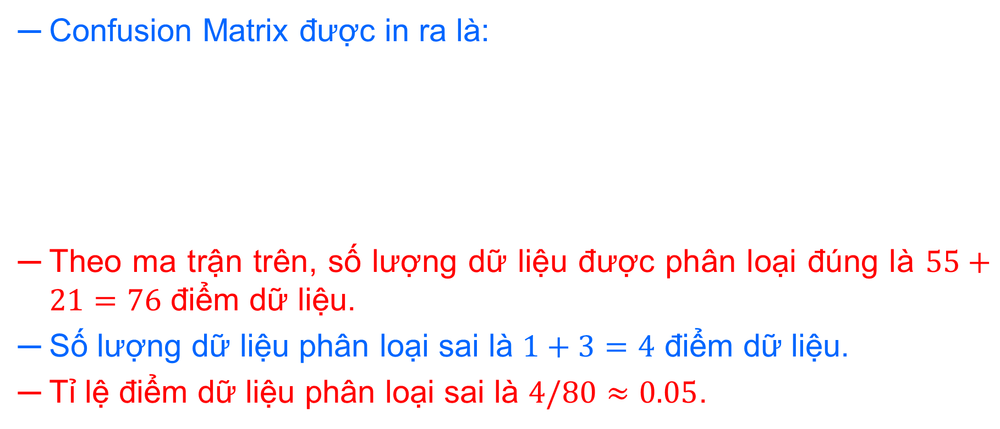 — Confusion Matrix được in ra là:
— Theo ma trận trên, số lượng dữ liệu được phân loại đúng là 55 +
21 = 76 điểm dữ liệu.
— Số lượng dữ liệu phân loại sai là 1 + 3 = 4 điểm dữ liệu.
— Tỉ lệ điểm dữ liệu phân loại sai là 4/80 ≈ 0.05.